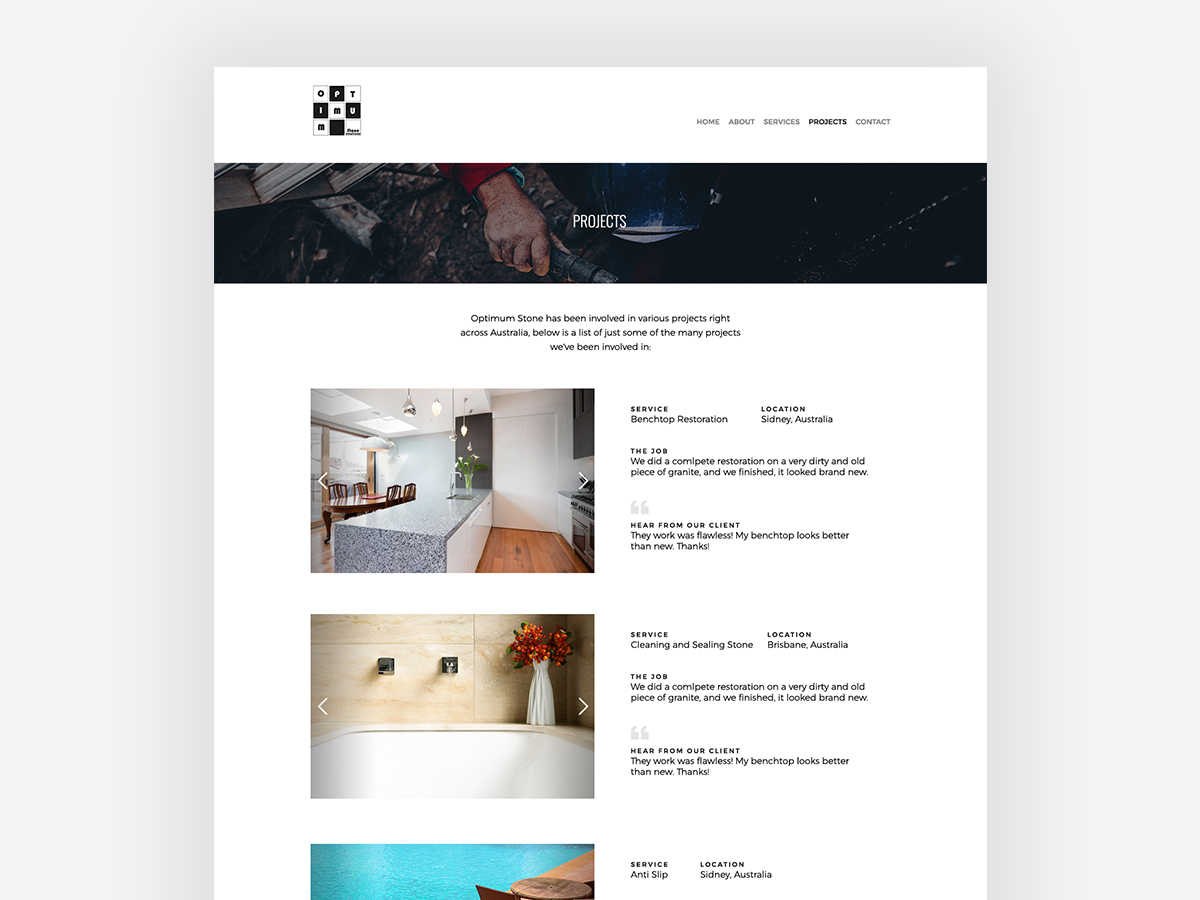 O P T
I M U
M Stone
HOME ABOUT SERVICES PROJECTS CONTACT
PROJECTS
Optimum Stone has been involved in various projects right
across Australia, below is a list of just some of the many projects
we've been involved in:
SERVICE LOCATION
Benchtop Restoration Sidney, Australia
THE JOB
We did a comlpete restoration on a very dirty and old
piece of granite, and we finished, it looked brand new.
HEAR FROM OUR CLIENT
They work was flawless! My benchtop looks better
than new. Thanks!
SERVICE LOCATION
Cleaning and Sealing Stone Brisbane, Australia
THE JOB
We did a comlpete restoration on a very dirty and old
piece of granite, and we finished, it looked brand new.
HEAR FROM OUR CLIENT
They work was flawless! My benchtop looks better
than new. Thanks!
SERVICE LOCATION
Anti Slip Sidney, Australia